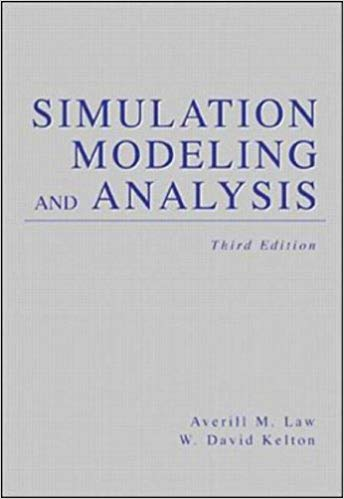 SIMULATION
MODELING
AND ANALYSIS
Third Edition
Averill M. Law
W. David Kelton